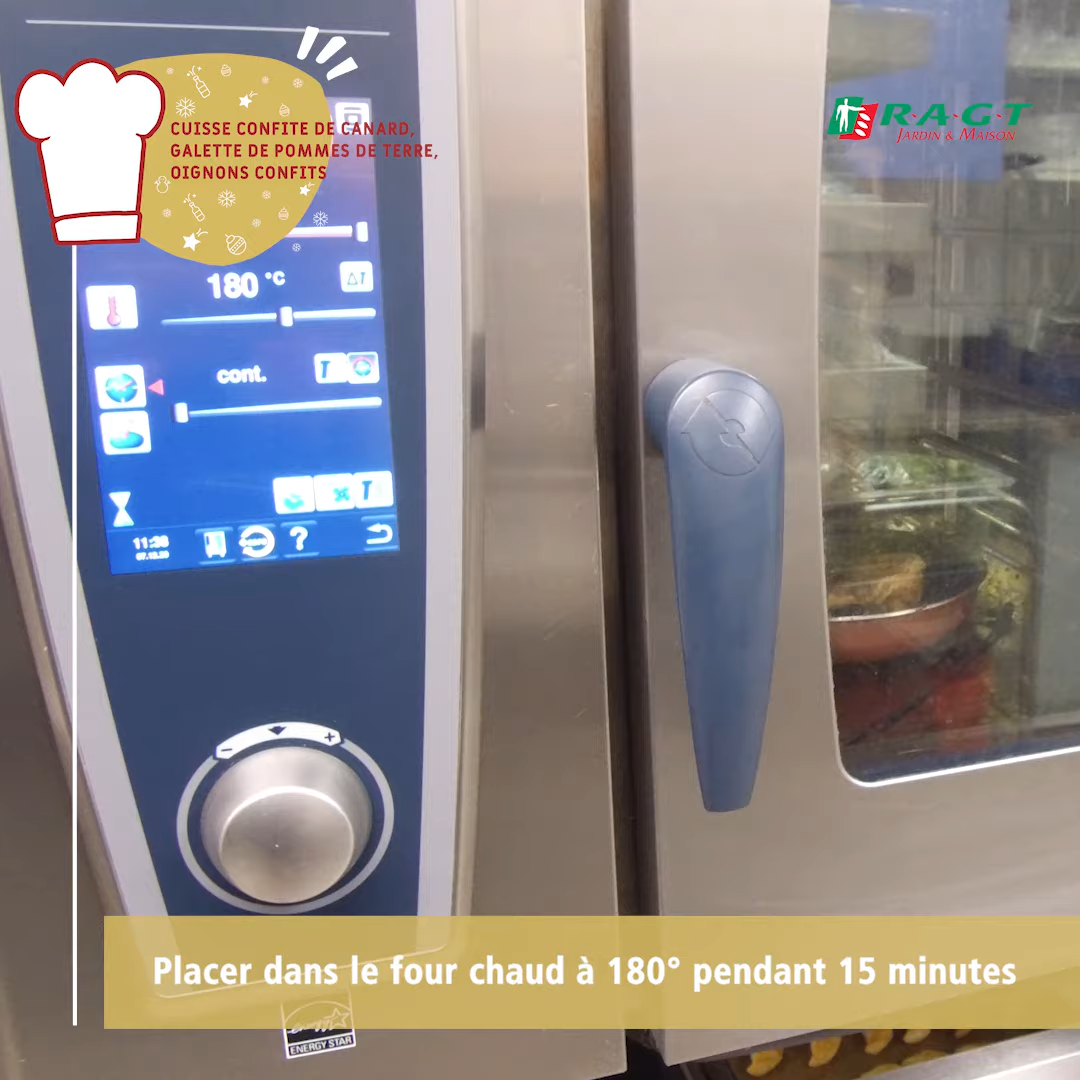 CUISSE CONFITE DE CANARD,
GALETTE DE POMMES DE TERRE,
OIGNONS CONFITS
R·A·G·T
JARDIN & MAISON
180 °C
ΔT
cont.
T
T
11:38
?
- +
Placer dans le four chaud à 180° pendant 15 minutes
ENERGY STAR